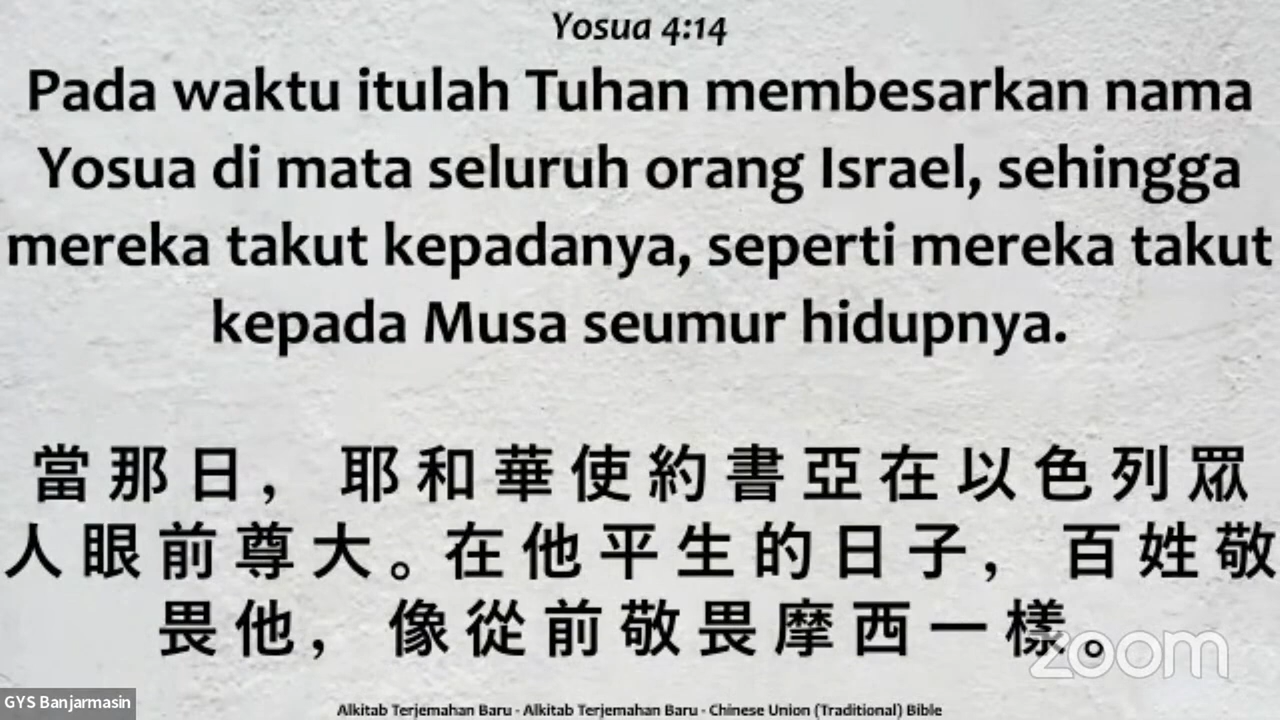 Yosua 4:14
Pada waktu itulah Tuhan membesarkan nama
Yosua di mata seluruh orang Israel, sehingga
mereka takut kepadanya, seperti mereka takut
kepada Musa seumur hidupnya.
當那日，耶和華使約書亞在以色列眾
人眼前尊大。在他平生的日子，百姓敬
畏他，像從前敬畏摩西一樣。
zoom
GYS Banjarmasin
Alkitab Terjemahan Baru - Alkitab Terjemahan Baru - Chinese Union (Traditional) Bible